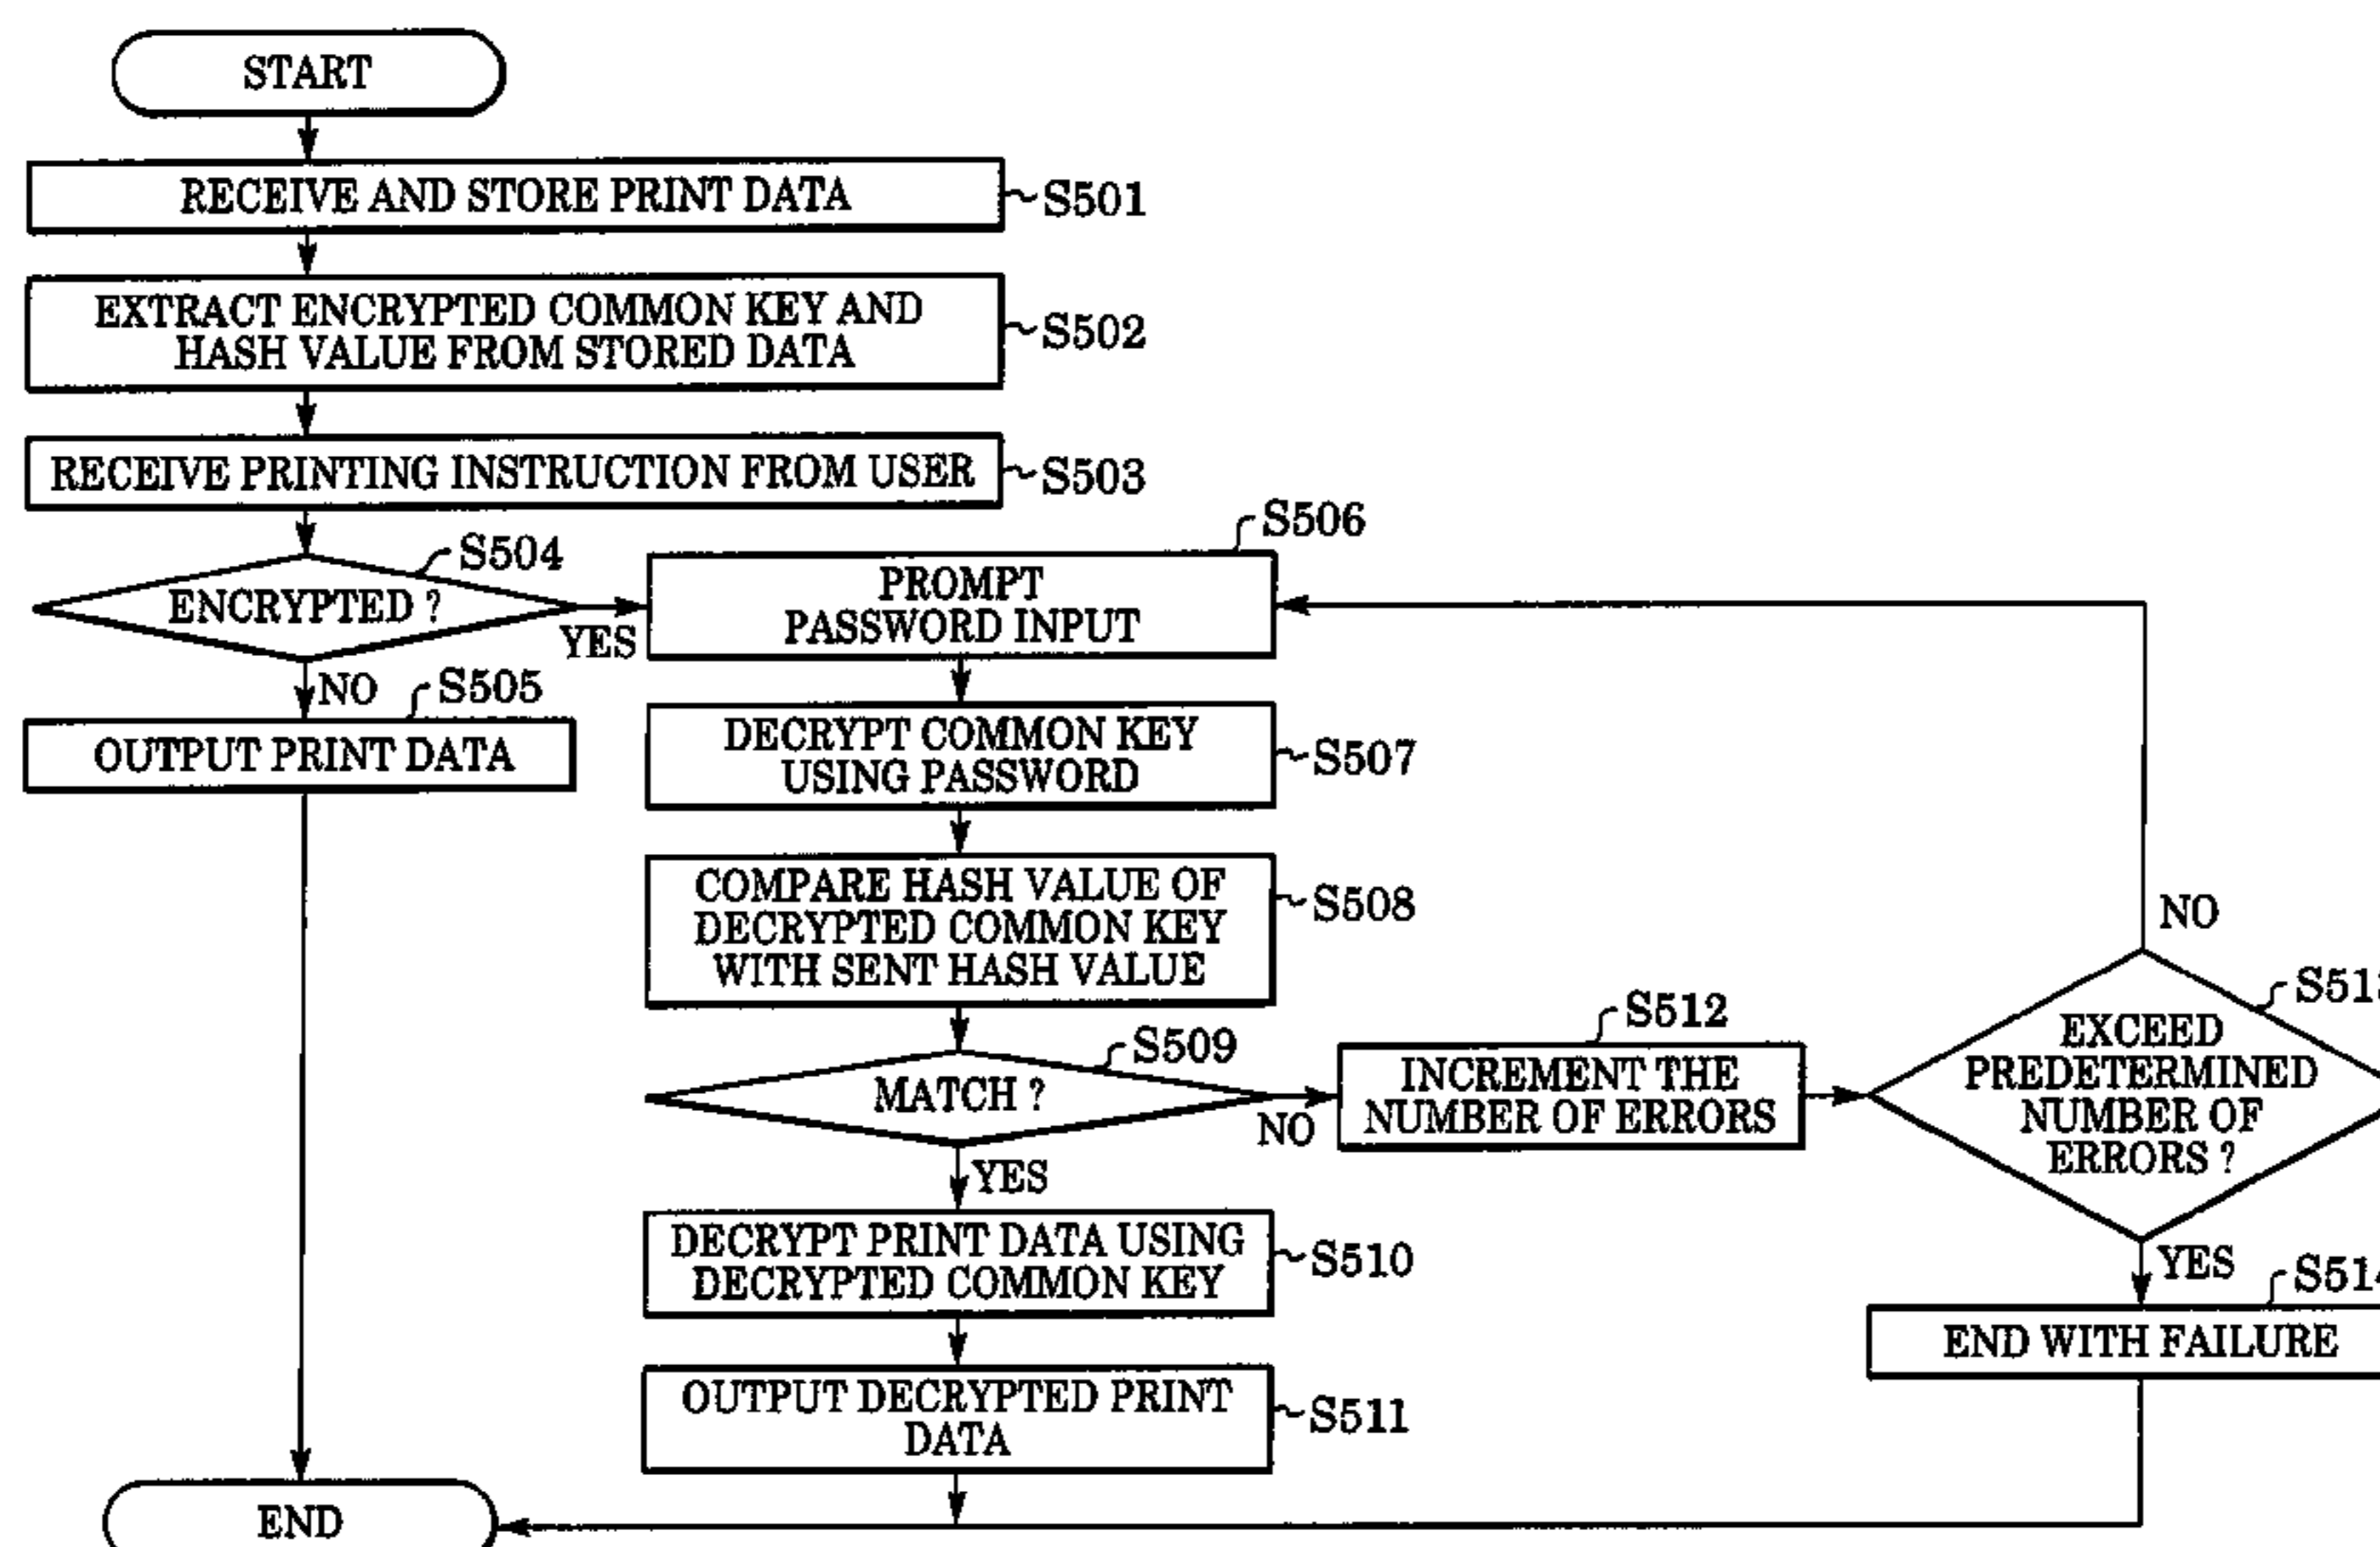 START
RECEIVE AND STORE PRINT DATA
S501
EXTRACT ENCRYPTED COMMON KEY AND
HASH VALUE FROM STORED DATA
S502
RECEIVE PRINTING INSTRUCTION FROM USER
S503
ENCRYPTED ?
S504
YES
NO
OUTPUT PRINT DATA
S505
PROMPT
PASSWORD INPUT
S506
DECRYPT COMMON KEY
USING PASSWORD
S507
COMPARE HASH VALUE OF
DECRYPTED COMMON KEY
WITH SENT HASH VALUE
S508
MATCH ?
S509
NO
YES
DECRYPT PRINT DATA USING
DECRYPTED COMMON KEY
S510
OUTPUT DECRYPTED PRINT
DATA
S511
INCREMENT THE
NUMBER OF ERRORS
S512
EXCEED
PREDETERMINED
NUMBER OF
ERRORS ?
NO
YES
END WITH FAILURE
END